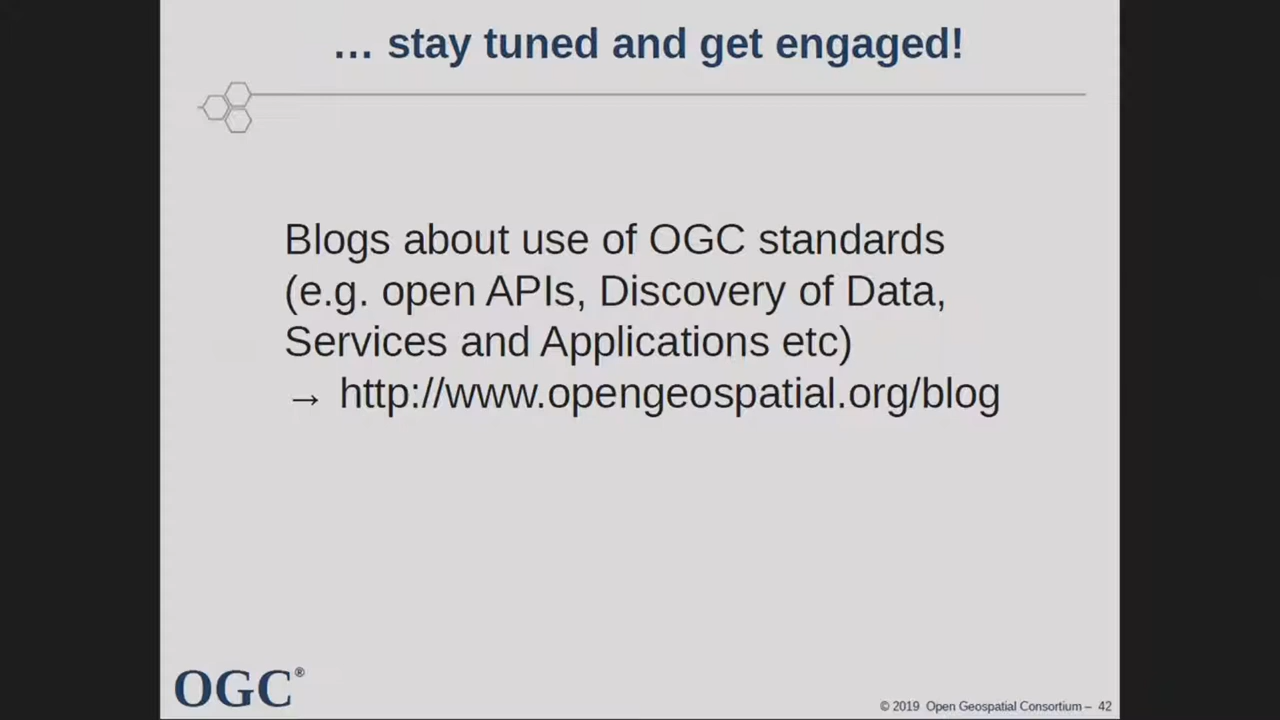 … stay tuned and get engaged!
Blogs about use of OGC standards
(e.g. open APIs, Discovery of Data,
Services and Applications etc)
→ http://www.opengeospatial.org/blog
OGC®
© 2019 Open Geospatial Consortium – 42